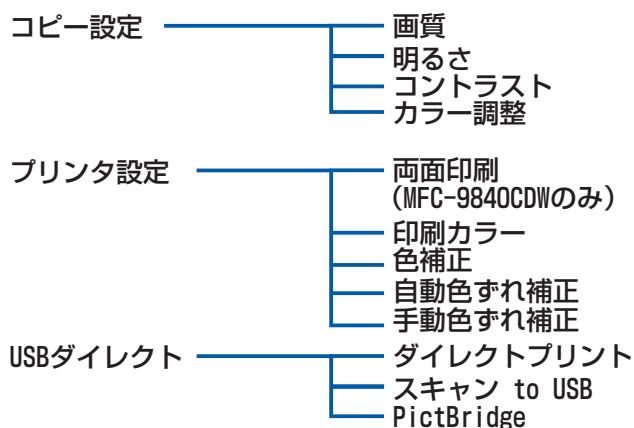 コピー設定
画質
明るさ
コントラスト
カラー調整
プリンタ設定
両面印刷
(MFC-9840CDWのみ)
印刷カラー
色補正
自動色ずれ補正
手動色ずれ補正
USBダイレクト
ダイレクトプリント
スキャン to USB
PictBridge